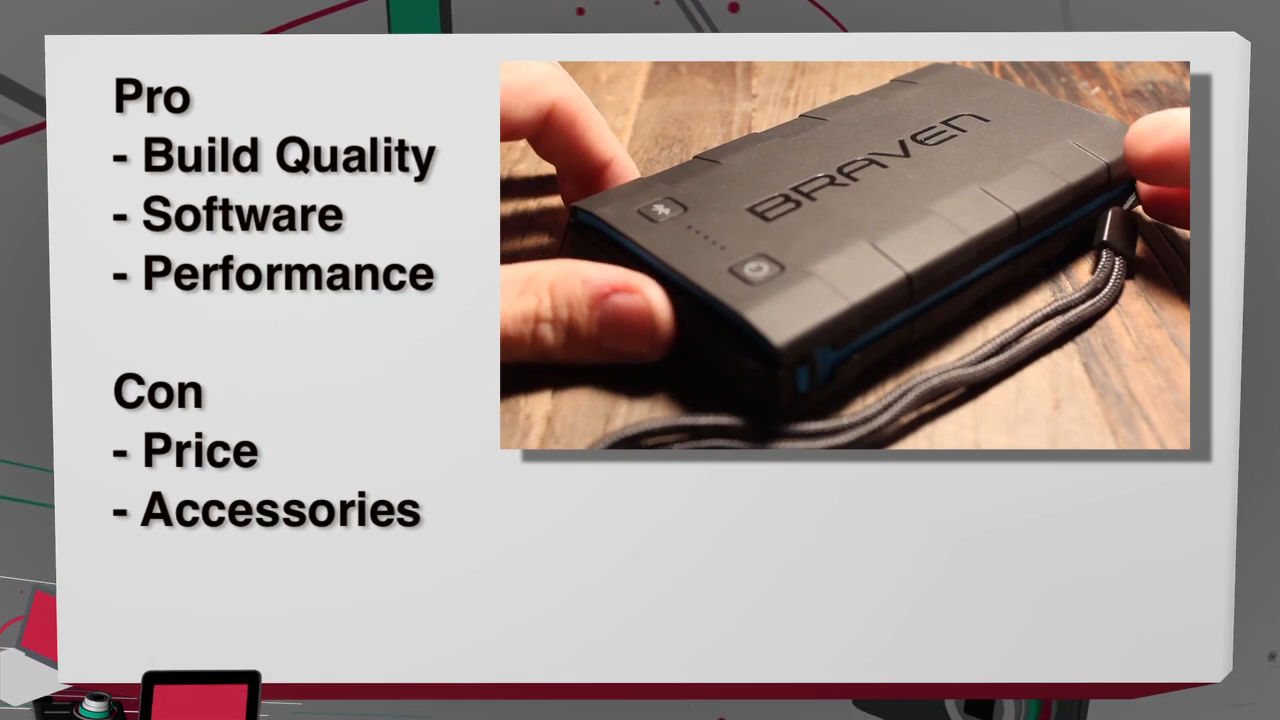 Pro
- Build Quality
- Software
- Performance
Con
- Price
- Accessories
BRAVEN